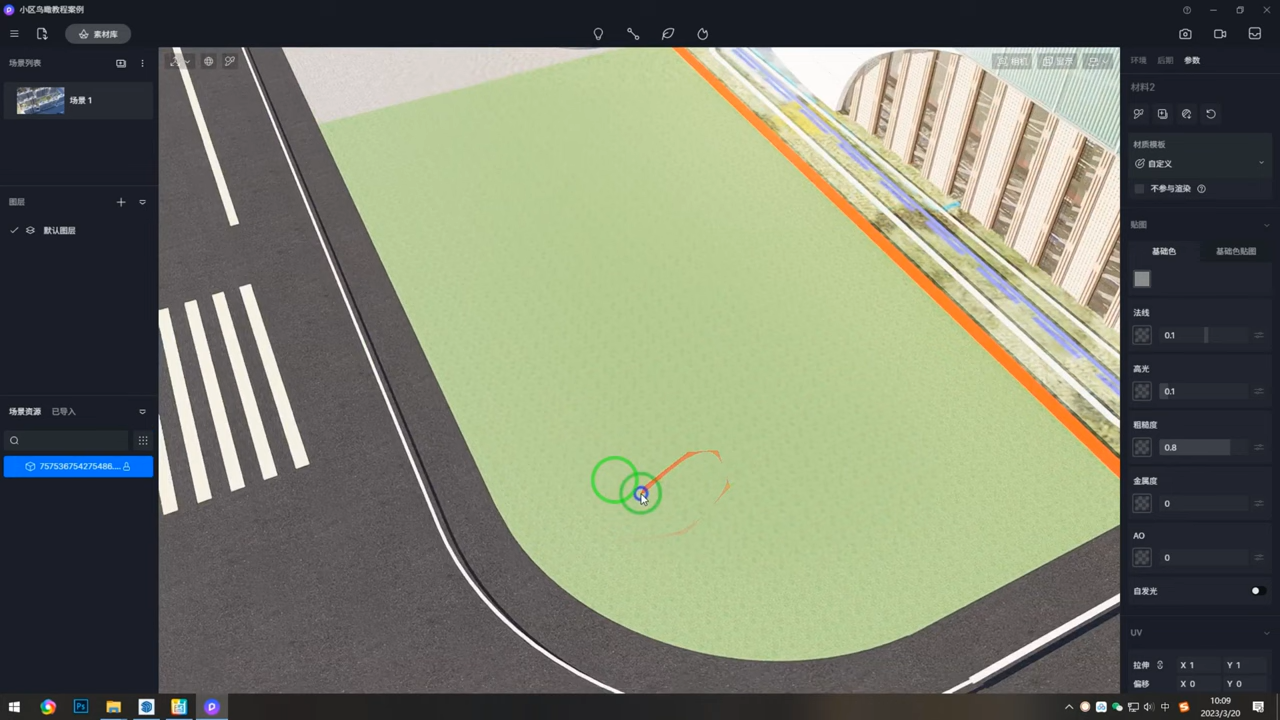 小区鸟瞰教程案例
素材库
场景列表
场景 1
图层
默认图层
场景资源 已导入
757536754275486....
相机 显示
环境 后期 参数
材料2
材质模板
自定义
不参与渲染
贴图
基础色 基础色贴图
法线
0.1
高光
0.1
粗糙度
0.8
金属度
0
AO
0
自发光
UV
拉伸 X 1 Y 1
偏移 X 0 Y 0
中
10:09
2023/3/20